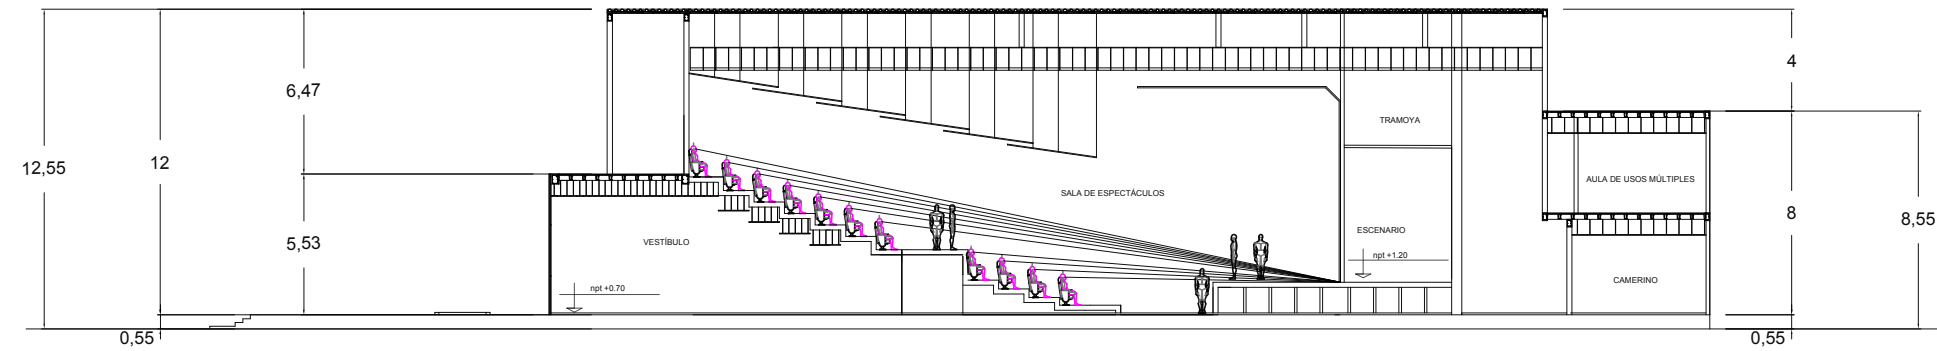 6,47
4
TRAMOYA
12,55
12
AULA DE USOS MÚLTIPLES
SALA DE ESPECTÁCULOS
8
8,55
5,53
VESTÍBULO
ESCENARIO
npt +1.20
CAMERINO
npt +0.70
0,55
0,55